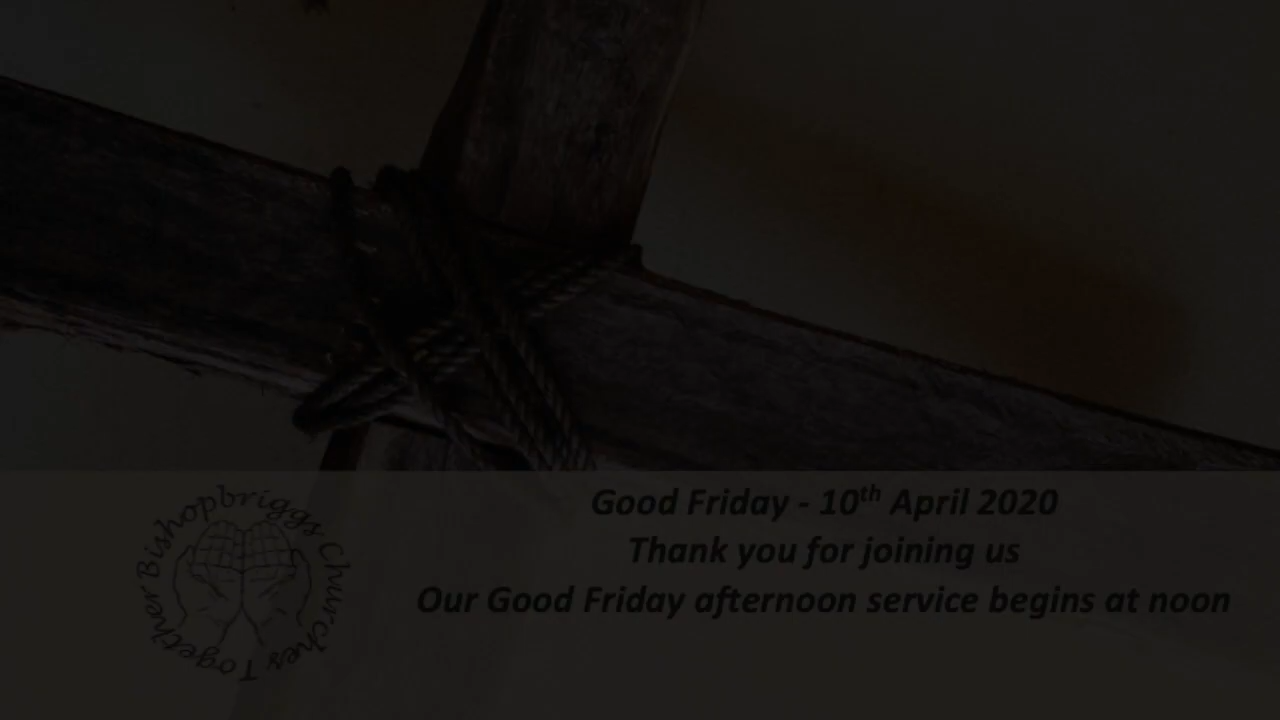 Good Friday - 10th April 2020
Thank you for joining us
Our Good Friday afternoon service begins at noon
Bishopbriggs Churches Together